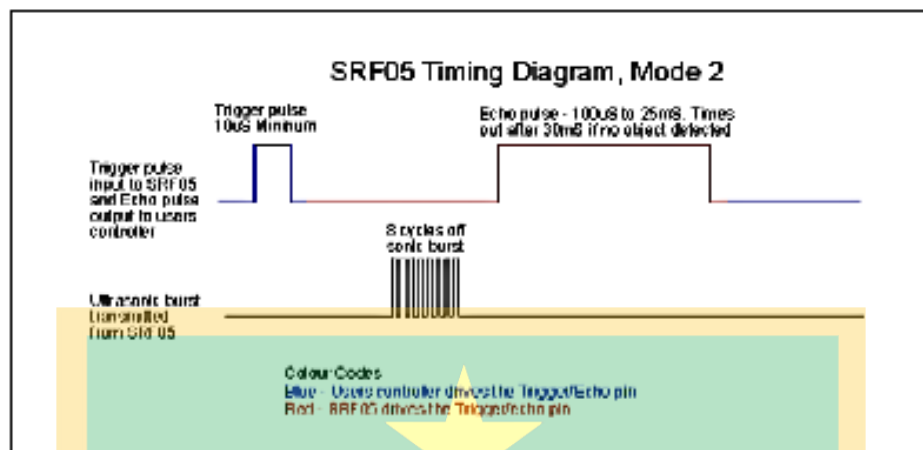 SRF05 Timing Diagram, Mode 2
Trigger pulse
10uS Minimum
Echo pulse - 100uS to 25mS. Times
out after 30mS if no object detected
Trigger pulse
input to SRF05
and Echo pulse
output to users
controller
8 cycles off
sonic burst
Ultrasonic burst
transmitted
from SRF05
Colour Codes
Blue - Users controller drives the Trigger/Echo pin
Red - SRF05 drives the Trigger/echo pin